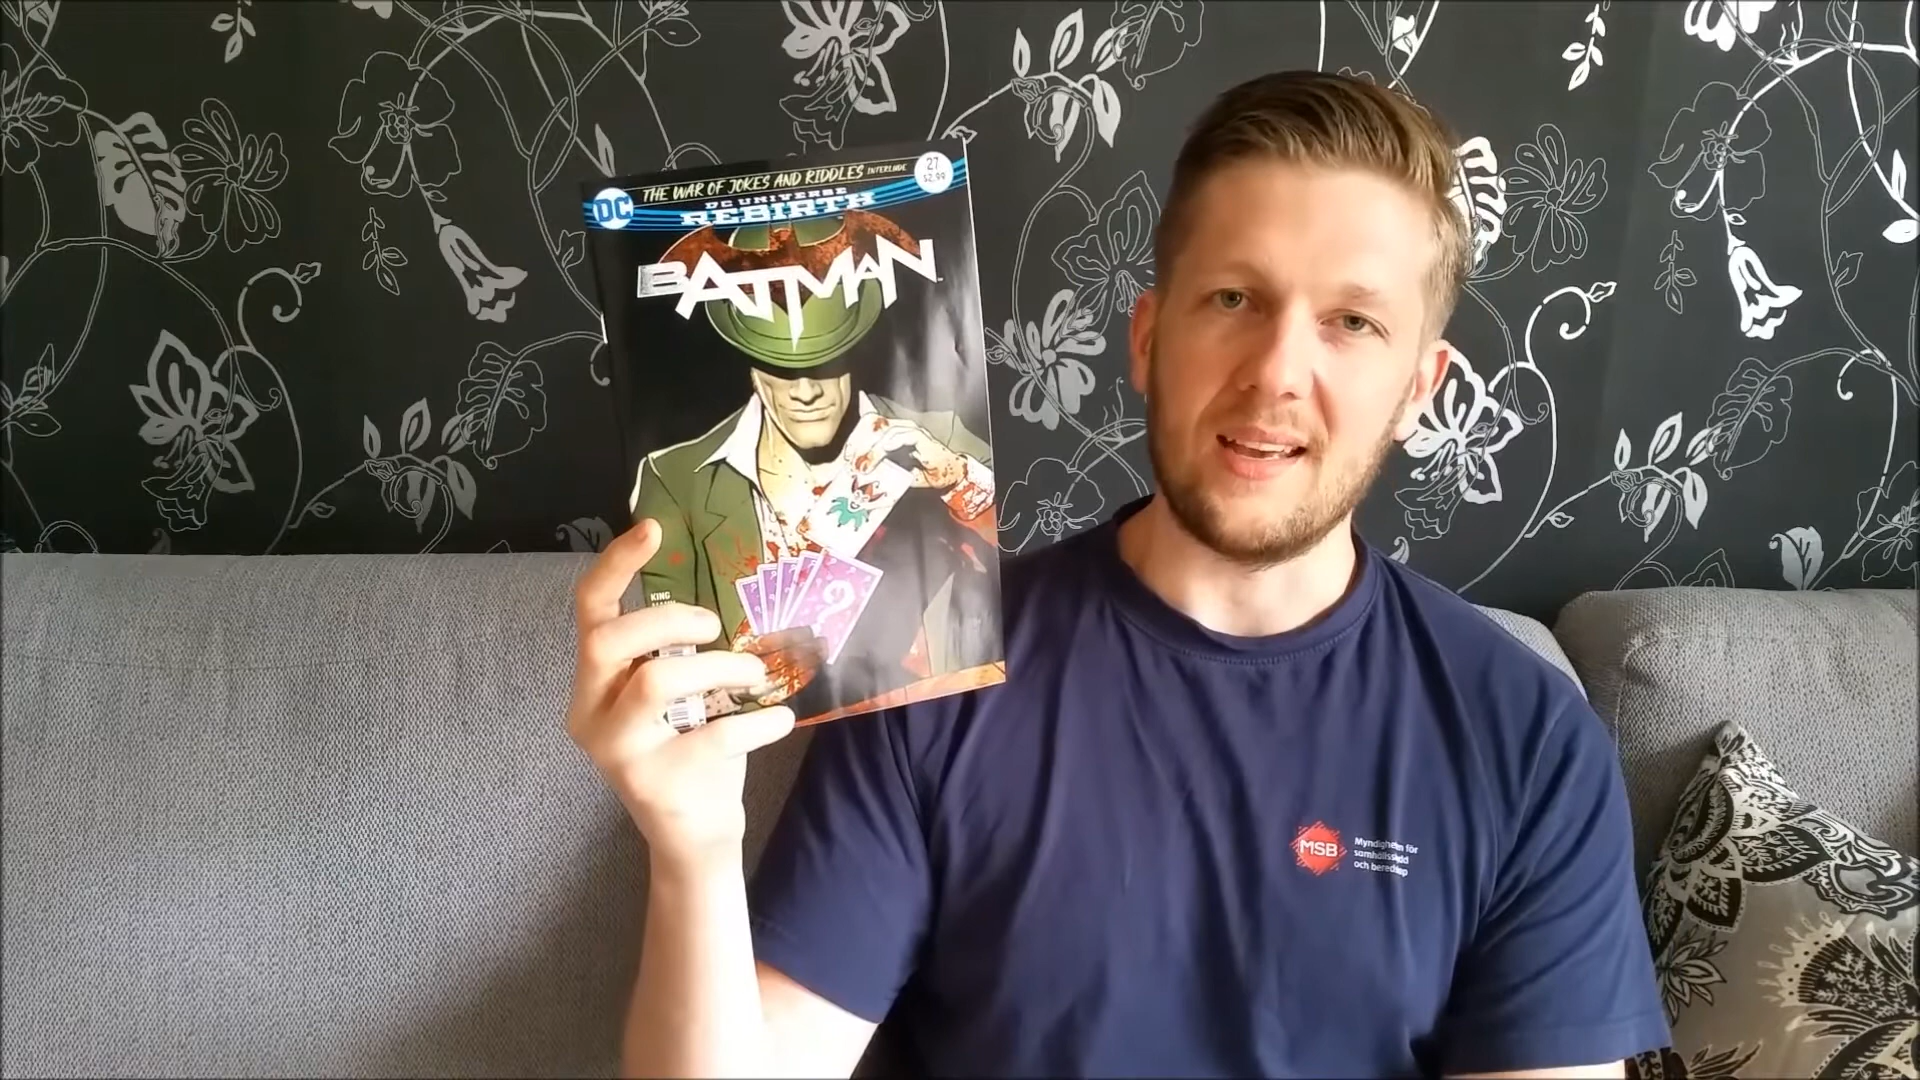 THE WAR OF JOKES AND RIDDLES INTERLUDE
27
$2.99
DC
DC UNIVERSE
REBIRTH
BATMAN
KING
?
MSB
Myndigheten för
samhällsskydd
och beredskap